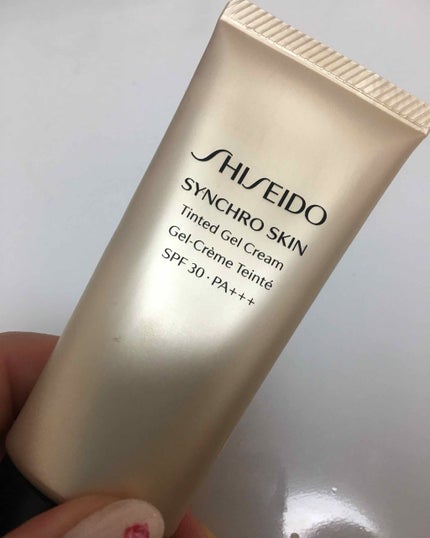 SHISEIDO
SYNCHRO SKIN
Tinted Gel Cream
Gel-Crème Teinté
SPF 30 · PA+++